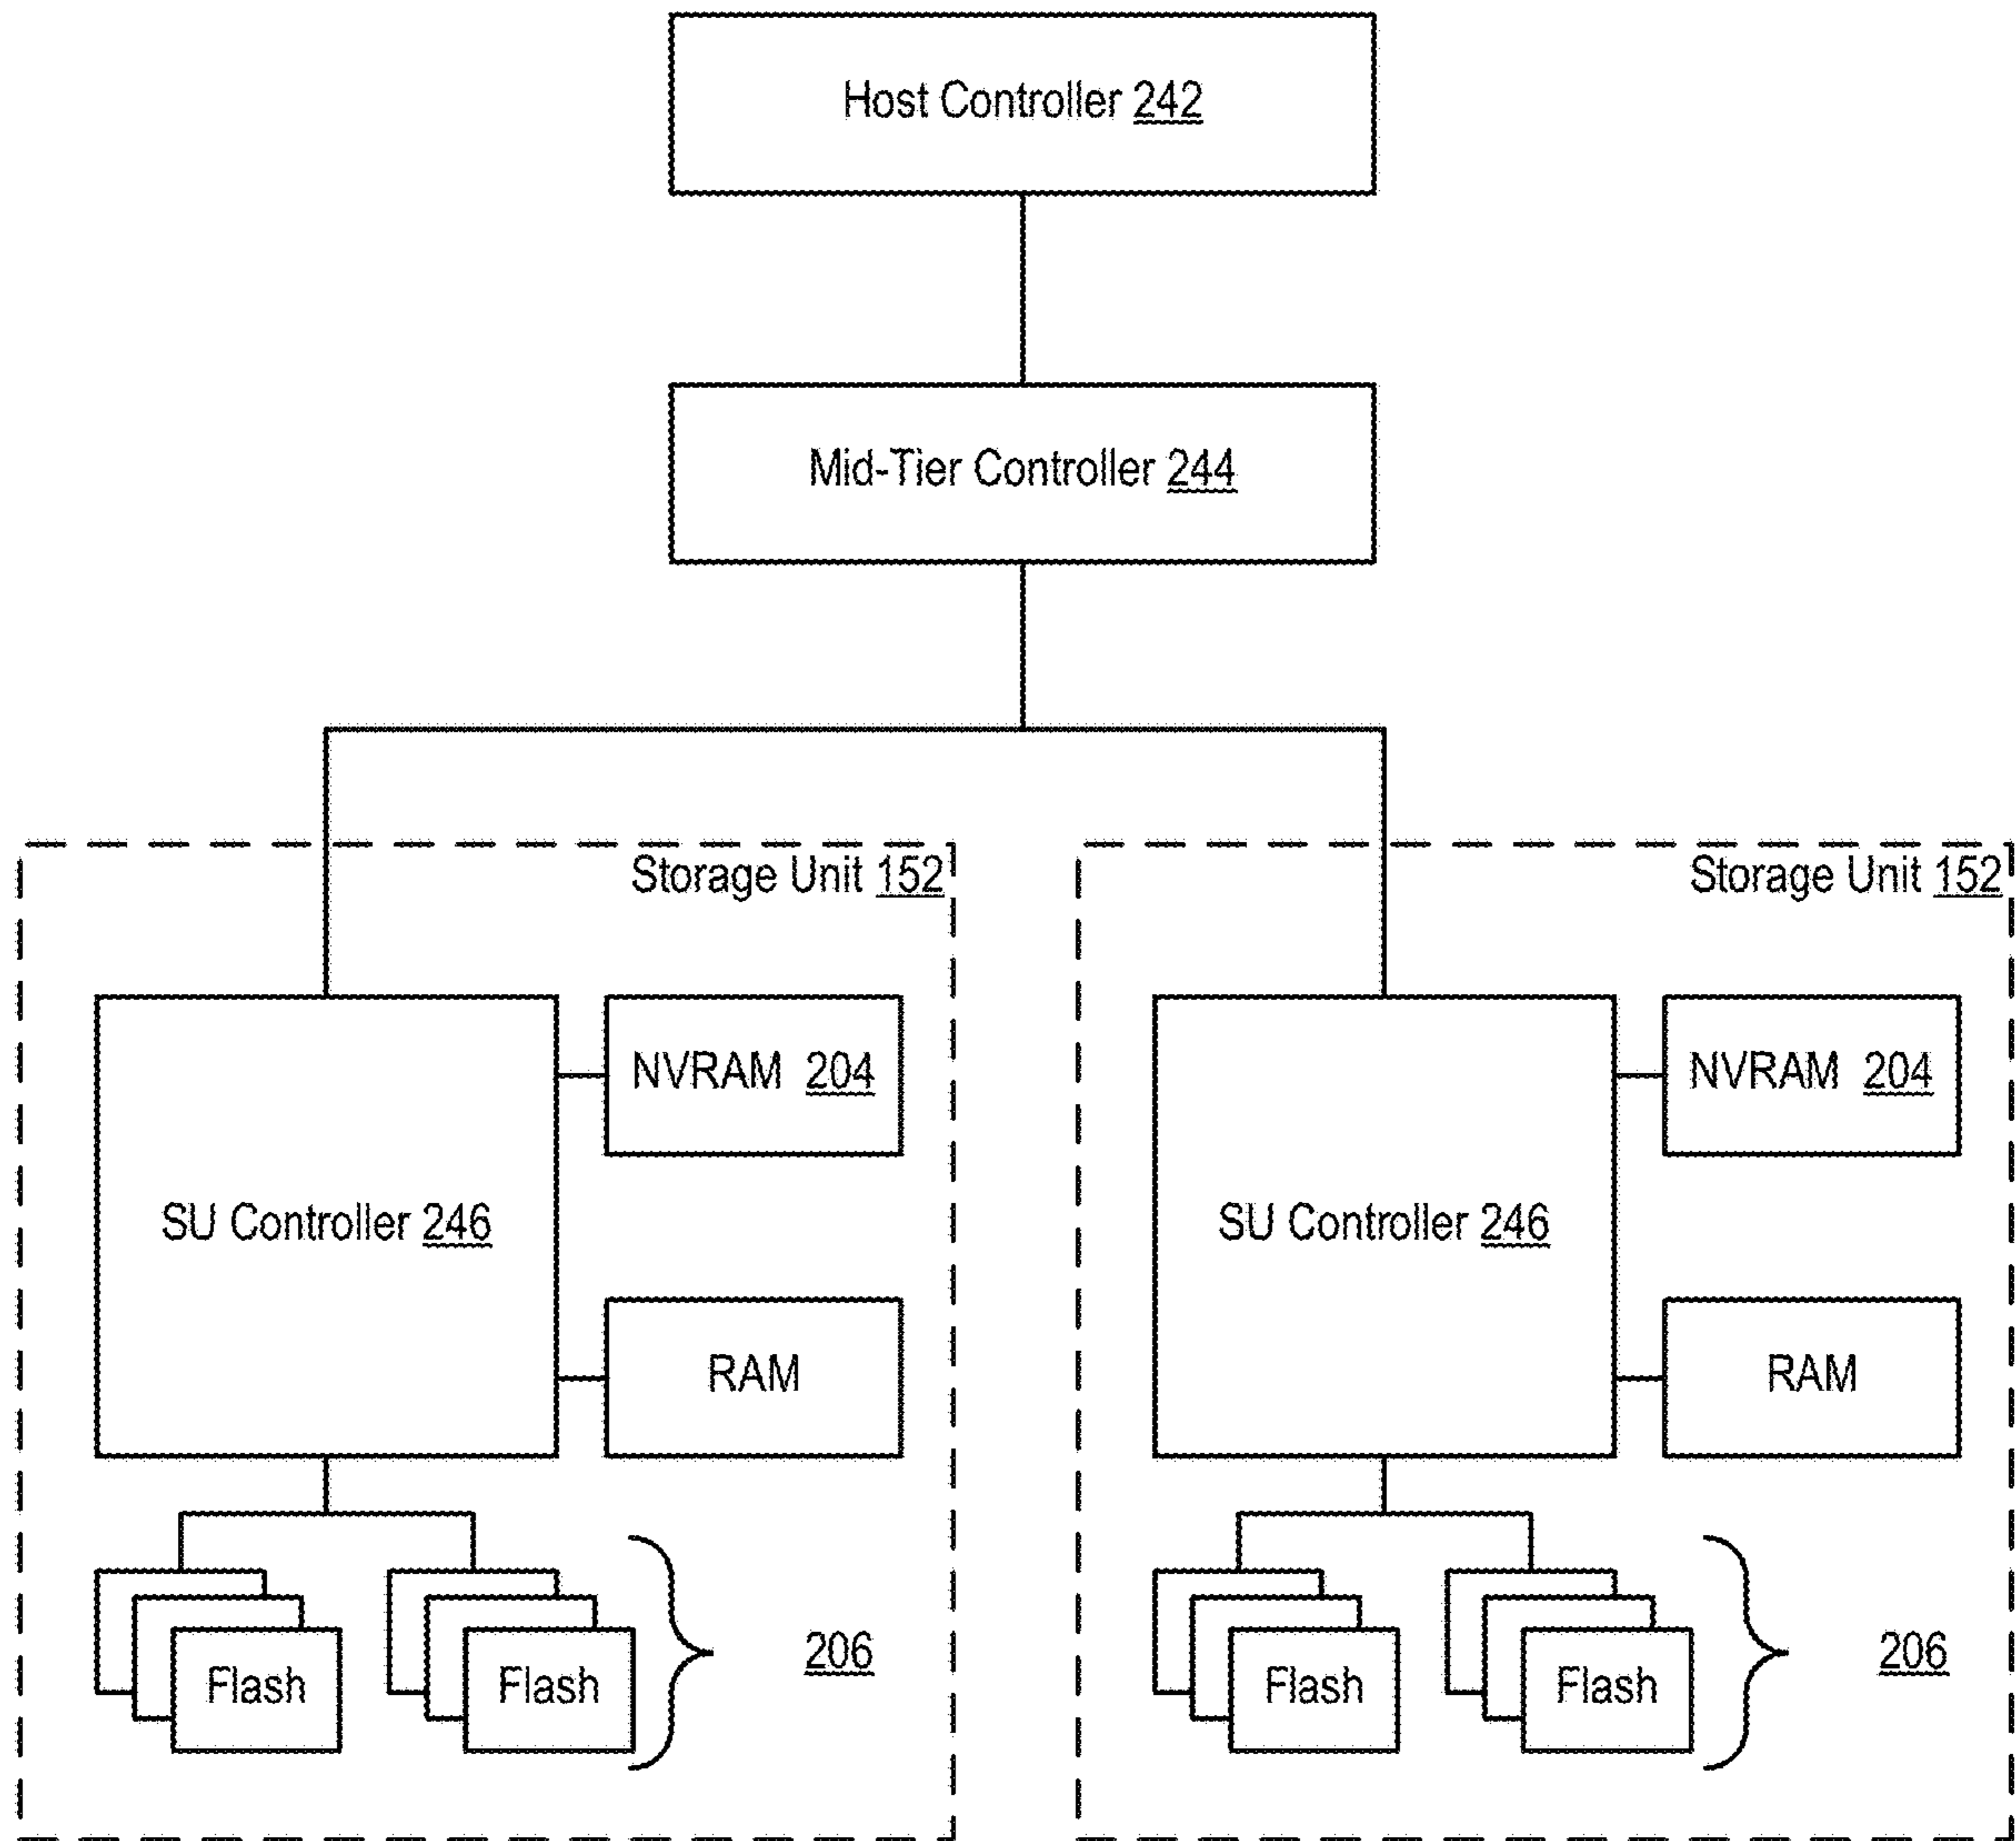 Host Controller 242
Mid-Tier Controller 244
Storage Unit 152
NVRAM 204
SU Controller 246
RAM
Flash
Flash
206
Storage Unit 152
NVRAM 204
SU Controller 246
RAM
Flash
Flash
206